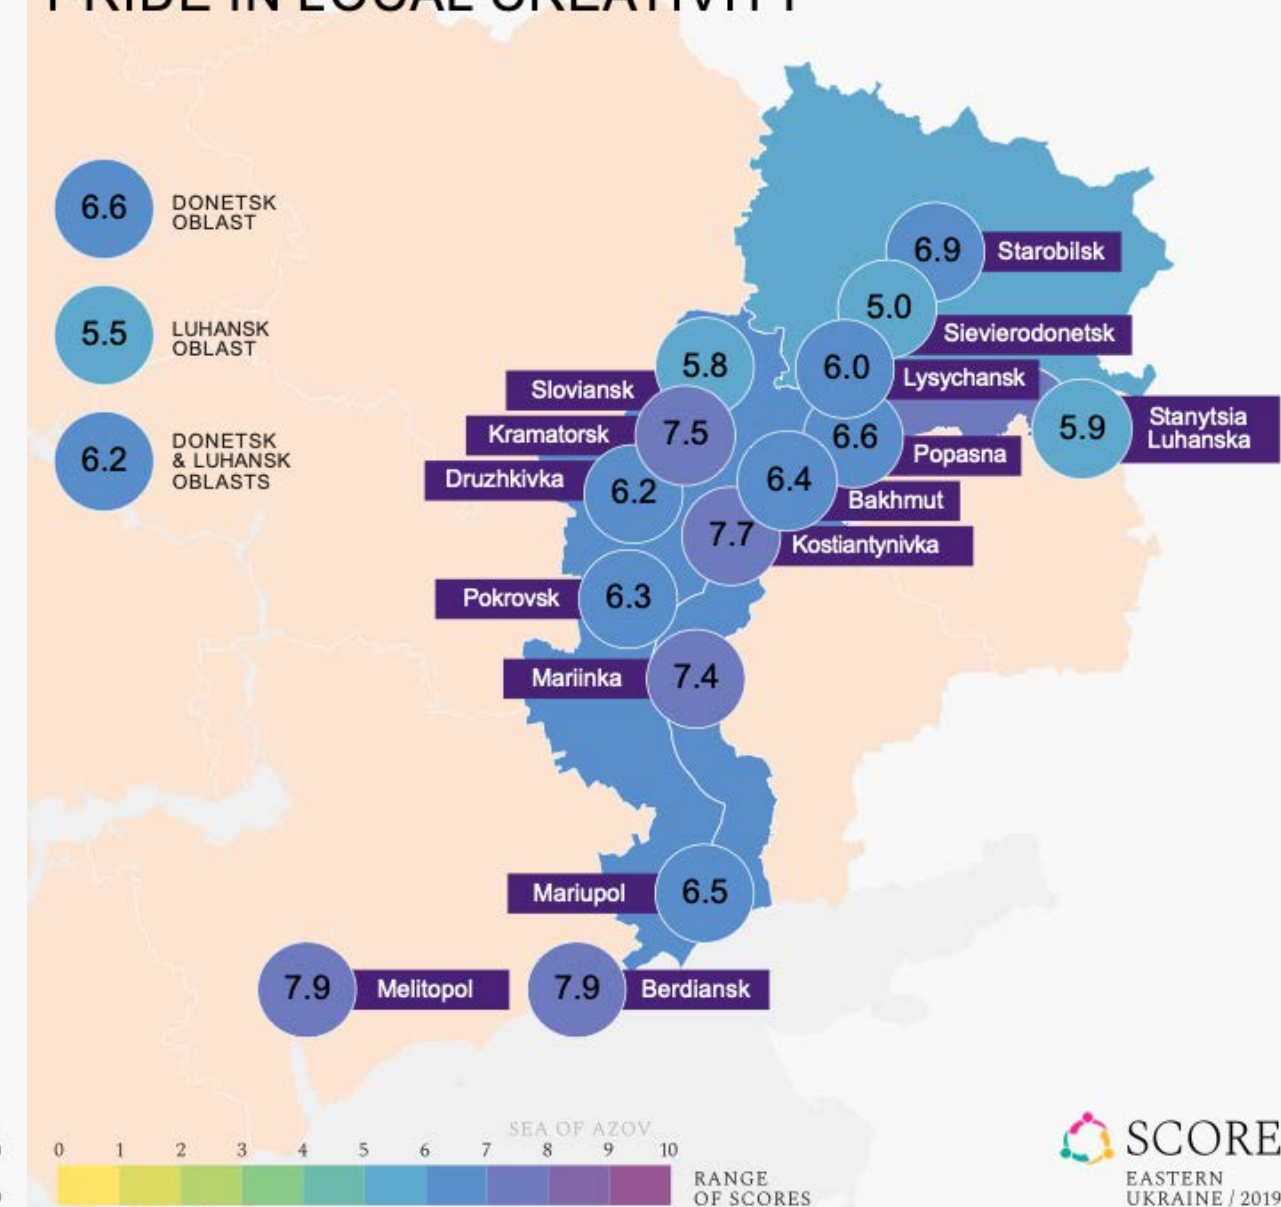 PRIDE IN LOCAL CREATIVITY
6.6
DONETSK
OBLAST
5.5
LUHANSK
OBLAST
6.2
DONETSK
& LUHANSK
OBLASTS
6.9
Starobilsk
5.0
Sievierodonetsk
6.0
Lysychansk
5.8
Sloviansk
7.5
Kramatorsk
5.9
Stanytsia
Luhanska
6.6
Popasna
6.2
Druzhkivka
6.4
Bakhmut
7.7
Kostiantynivka
6.3
Pokrovsk
7.4
Mariinka
6.5
Mariupol
7.9
Melitopol
7.9
Berdiansk
SEA OF AZOV
0 1 2 3 4 5 6 7 8 9 10
RANGE
OF SCORES
SCORE
EASTERN
UKRAINE / 2019